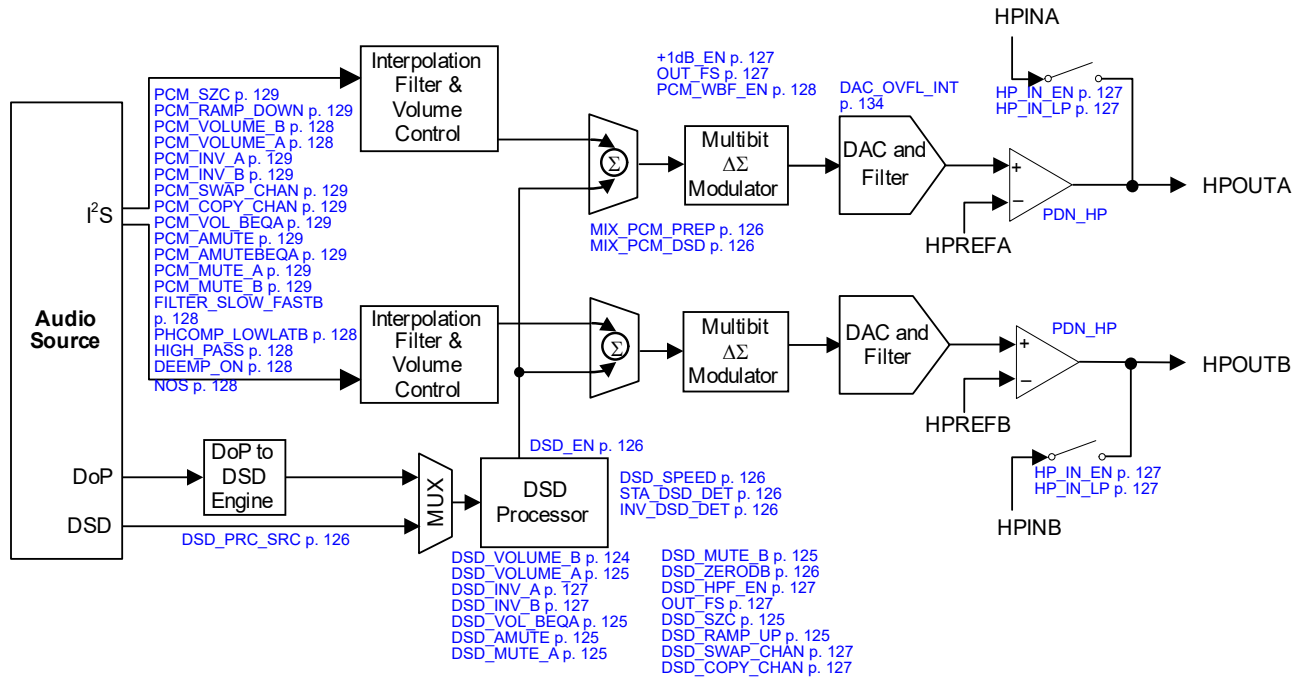 HPINA
HP_IN_EN p. 127
HP_IN_LP p. 127
Interpolation
Filter &
Volume
Control
+1dB_EN p. 127
OUT_FS p. 127
PCM_WBF_EN p. 128
DAC_OVFL_INT
p. 134
PCM_SZC p. 129
PCM_RAMP_DOWN p. 129
PCM_VOLUME_B p. 128
PCM_VOLUME_A p. 128
PCM_INV_A p. 129
PCM_INV_B p. 129
PCM_SWAP_CHAN p. 129
PCM_COPY_CHAN p. 129
PCM_VOL_BEQA p. 129
PCM_AMUTE p. 129
PCM_AMUTEBEQA p. 129
PCM_MUTE_A p. 129
PCM_MUTE_B p. 129
FILTER_SLOW_FASTB
p. 128
PHCOMP_LOWLATB p. 128
HIGH_PASS p. 128
DEEMP_ON p. 128
NOS p. 128
Σ
Multibit
ΔΣ
Modulator
DAC and
Filter
+
−
PDN_HP
HPOUTA
HPREFA
MIX_PCM_PREP p. 126
MIX_PCM_DSD p. 126
I²S
Audio
Source
Interpolation
Filter &
Volume
Control
Σ
Multibit
ΔΣ
Modulator
DAC and
Filter
+
−
PDN_HP
HPOUTB
HPREFB
HP_IN_EN p. 127
HP_IN_LP p. 127
HPINB
DoP
DSD
DoP to
DSD
Engine
MUX
DSD_PRC_SRC p. 126
DSD_EN p. 126
DSD
Processor
DSD_SPEED p. 126
STA_DSD_DET p. 126
INV_DSD_DET p. 126
DSD_VOLUME_B p. 124
DSD_VOLUME_A p. 125
DSD_INV_A p. 127
DSD_INV_B p. 127
DSD_VOL_BEQA p. 125
DSD_AMUTE p. 125
DSD_MUTE_A p. 125
DSD_MUTE_B p. 125
DSD_ZERODB p. 126
DSD_HPF_EN p. 127
OUT_FS p. 127
DSD_SZC p. 125
DSD_RAMP_UP p. 125
DSD_SWAP_CHAN p. 127
DSD_COPY_CHAN p. 127